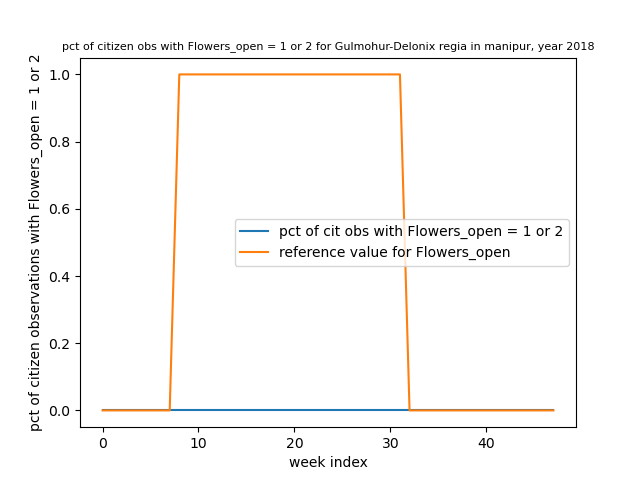 pct of citizen obs with Flowers_open = 1 or 2 for Gulmohur-Delonix regia in manipur, year 2018
pct of citizen observations with Flowers_open = 1 or 2
1.0
0.8
0.6
0.4
0.2
0.0
pct of cit obs with Flowers_open = 1 or 2
reference value for Flowers_open
0 10 20 30 40
week index